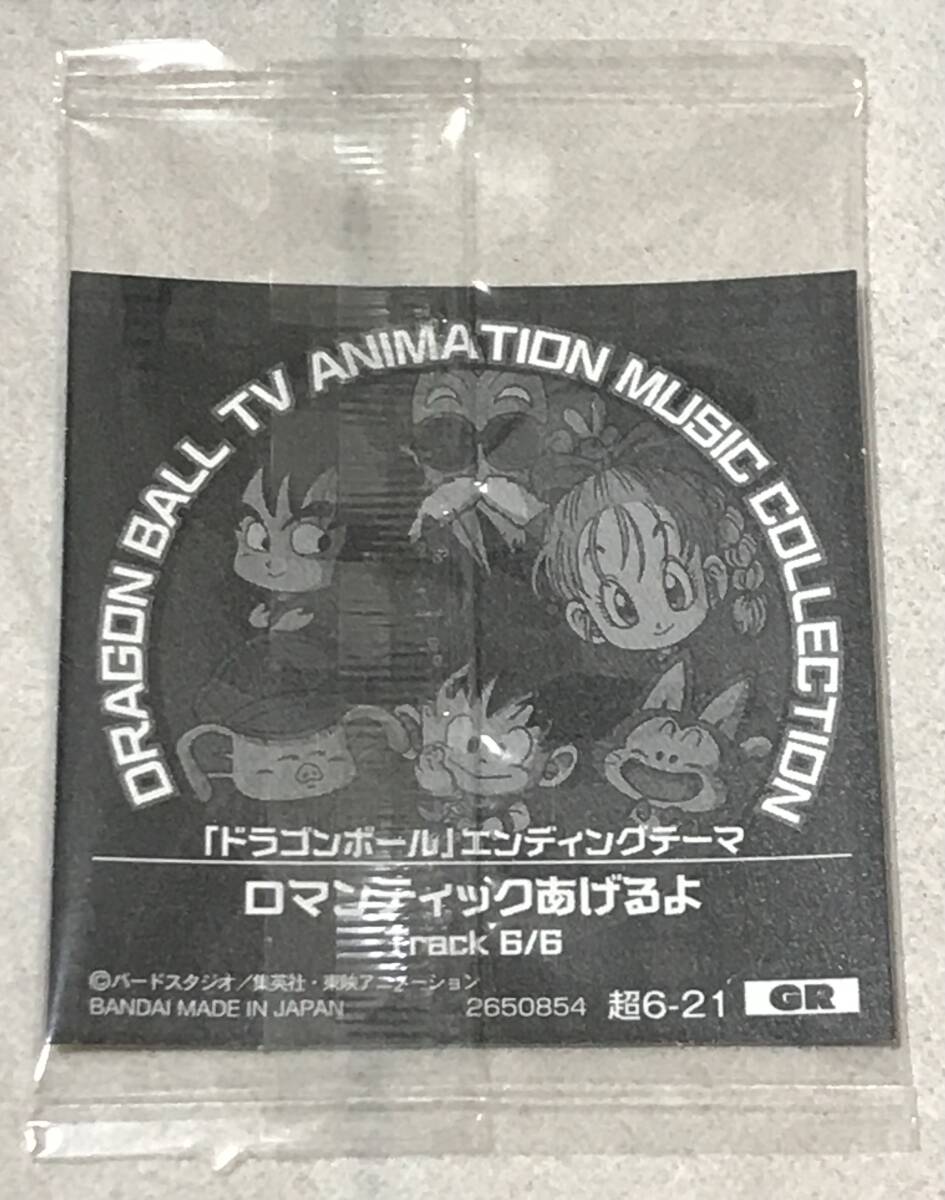 DRAGON BALL TV ANIMATION MUSIC COLLECTION
「ドラゴンボール」エンディングテーマ
ロマンティックあげるよ
track 6/6
©バードスタジオ/集英社・東映アニメーション
BANDAI MADE IN JAPAN 2650854 超6-21 GR